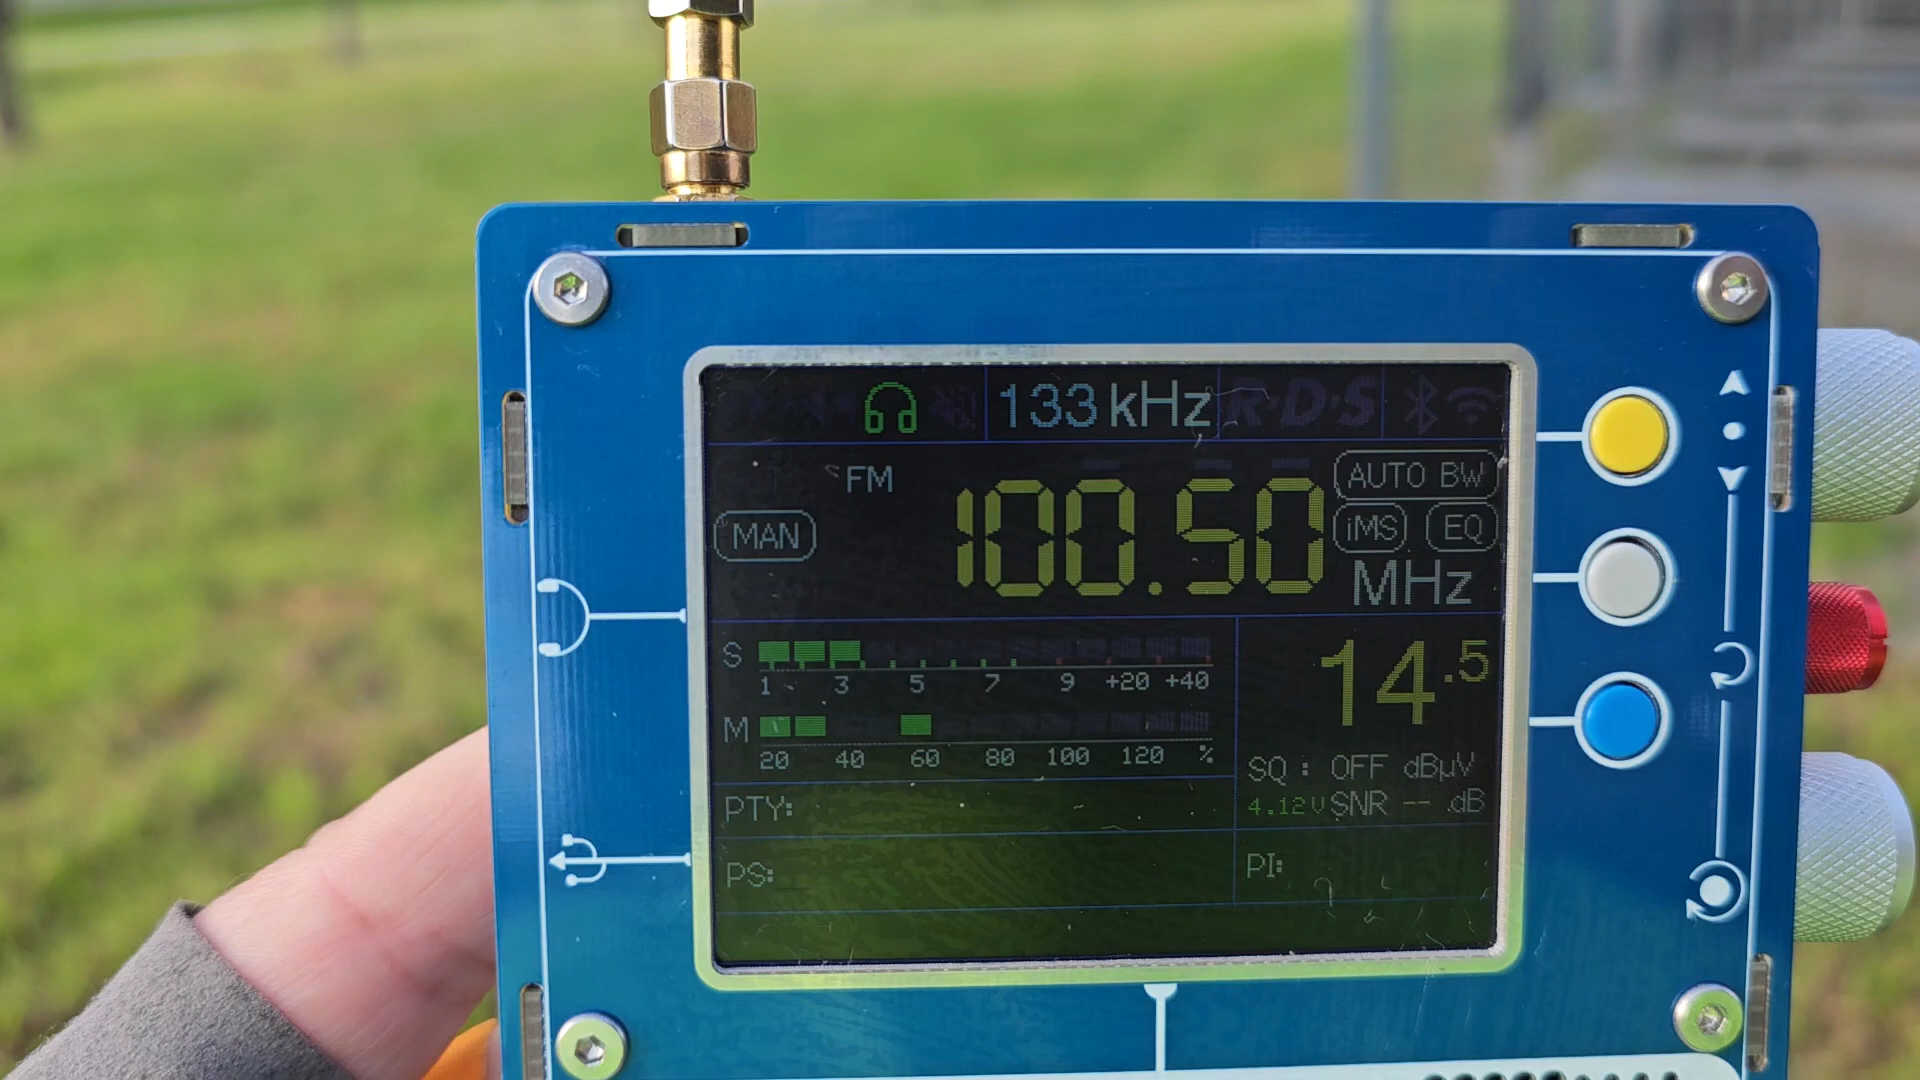 133 kHz R·D·S
FM 100.50 MHz
AUTO BW
MAN
iMS EQ
S
1 3 5 7 9 +20 +40
M
20 40 60 80 100 120 %
14.5
SQ : OFF dBµV
4.12V SNR -- dB
PTY:
PS:
PI: